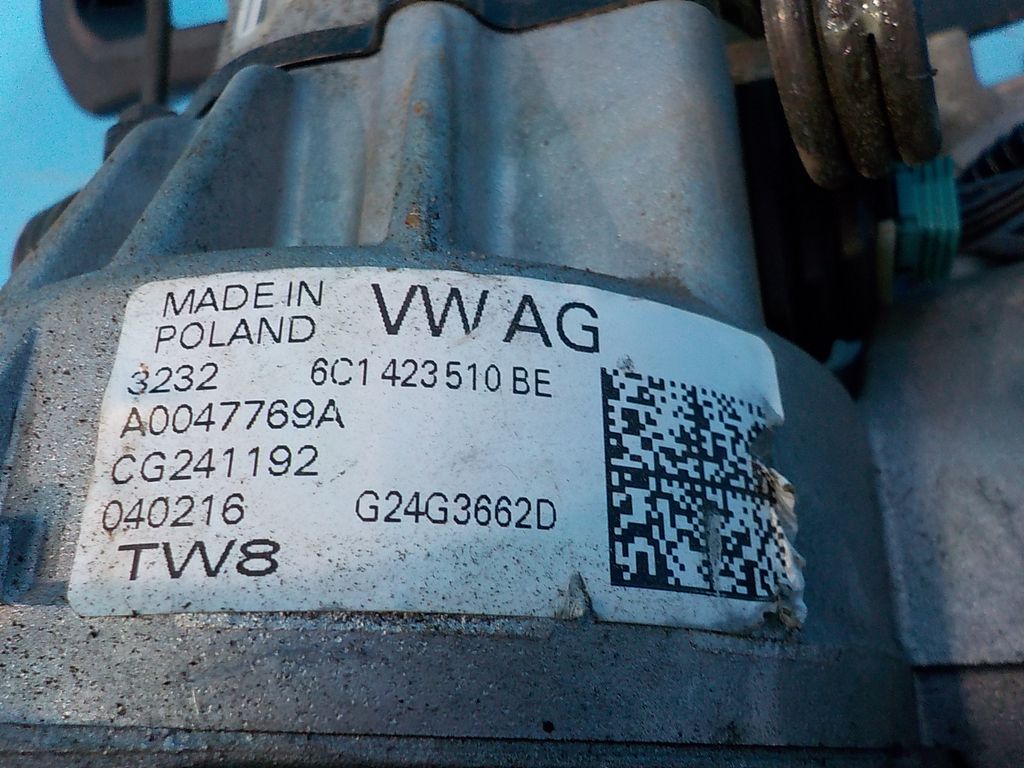 MADE IN POLAND VW AG
3232 6C1 423 510 BE
A0047769A
CG241192
040216 G24G3662D
TW8